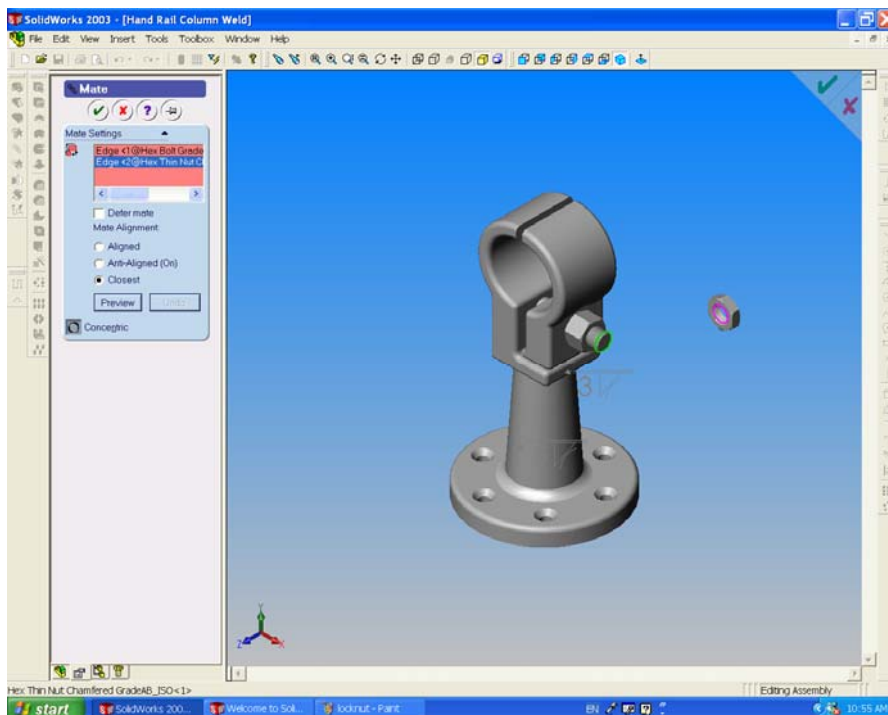 SolidWorks 2003 - [Hand Rail Column Weld]
File Edit View Insert Tools Toolbox Window Help
Mate
Mate Settings
Edge <1@Hex Bolt Grade
Edge <2@Hex Thin Nut C
Defer mate
Mate Alignment
Aligned
Anti-Aligned (On)
Closest
Preview Undo
Concentric
3
Y
Z X
Hex Thin Nut Chamfered GradeAB_ISO<1>
Editing Assembly
start SolidWorks 200... Welcome to Soli... locknut - Paint EN 10:55 AM